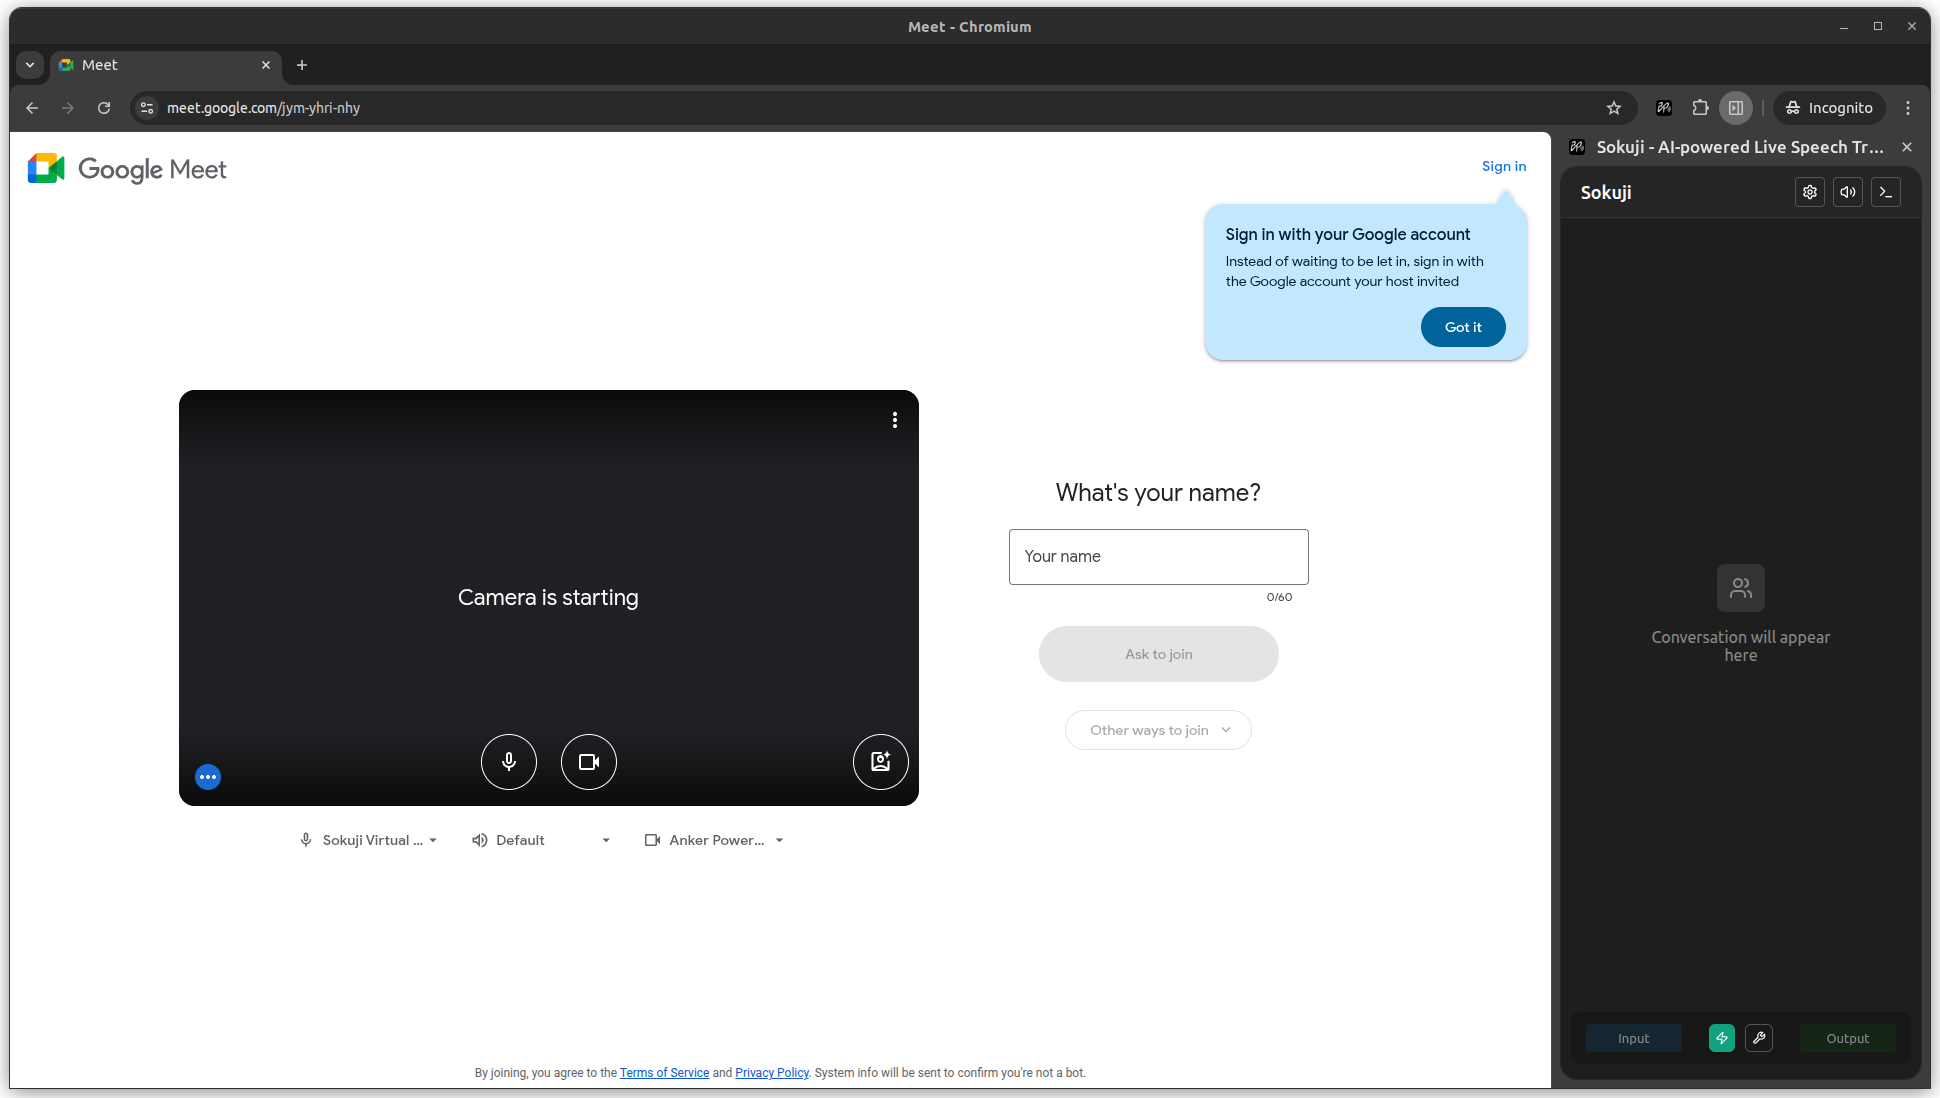 Meet - Chromium
Meet
meet.google.com/jym-yhri-nhy
Incognito
Google Meet
Sign in
Sign in with your Google account
Instead of waiting to be let in, sign in with
the Google account your host invited
Got it
Camera is starting
What's your name?
Your name
0/60
Ask to join
Other ways to join
Sokuji Virtual ...
Default
Anker Power...
By joining, you agree to the Terms of Service and Privacy Policy. System info will be sent to confirm you're not a bot.
Sokuji - AI-powered Live Speech Tr...
Sokuji
Conversation will appear
here
Input
Output